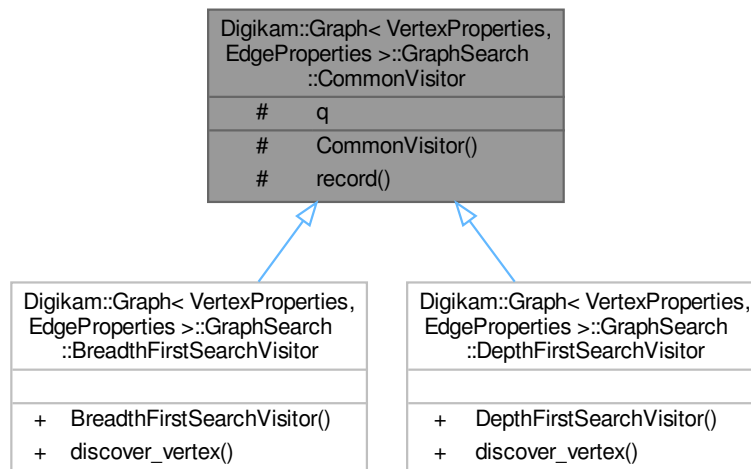 Digikam::Graph< VertexProperties,
EdgeProperties >::GraphSearch
::CommonVisitor
# q
# CommonVisitor()
# record()
Digikam::Graph< VertexProperties,
EdgeProperties >::GraphSearch
::BreadthFirstSearchVisitor
+ BreadthFirstSearchVisitor()
+ discover_vertex()
Digikam::Graph< VertexProperties,
EdgeProperties >::GraphSearch
::DepthFirstSearchVisitor
+ DepthFirstSearchVisitor()
+ discover_vertex()